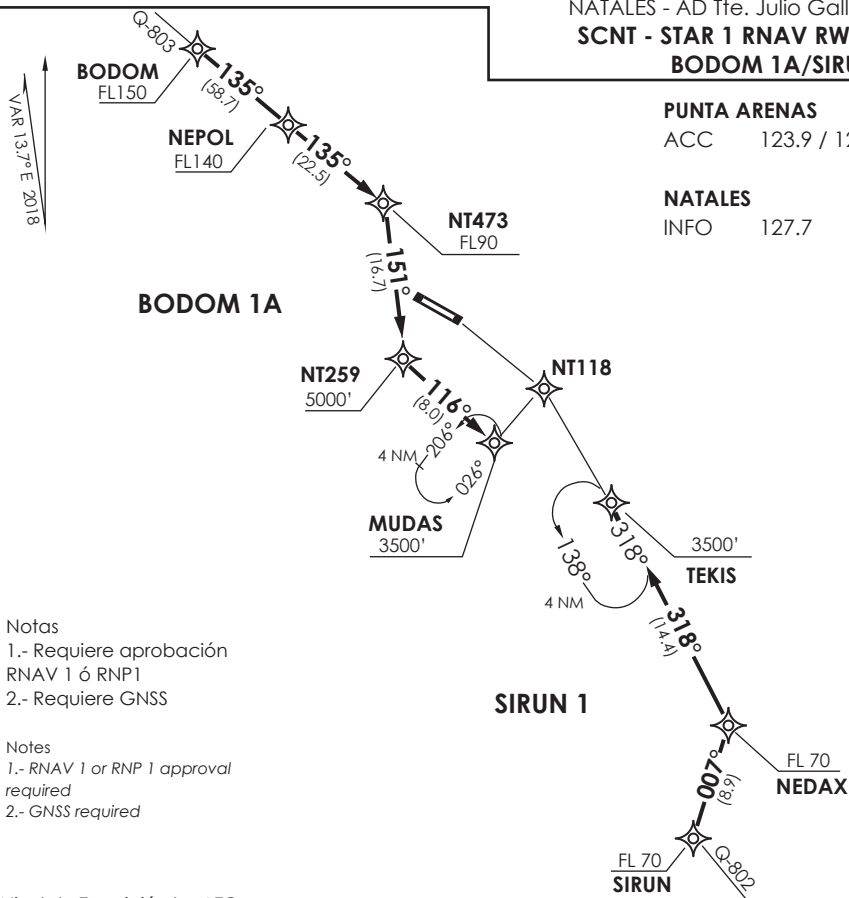 NATALES - AD Tte. Julio Gall
SCNT - STAR 1 RNAV RW
BODOM 1A/SIRU
PUNTA ARENAS
ACC 123.9 /
NATALES
INFO 127.7
VAR 13.7° E 2018
Q-803
BODOM
FL150
135°
(58.7)
NEPOL
FL140
135°
(22.5)
NT473
FL90
151°
(16.7)
BODOM 1A
NT259
5000'
NT118
116°
(8.0)
4 NM
206°
026°
MUDAS
3500'
318°
138°
4 NM
3500'
TEKIS
318°
(14.4)
SIRUN 1
FL 70
NEDAX
007°
(8.9)
FL 70
SIRUN
Q-802
Notas
1.- Requiere aprobación
RNAV 1 ó RNP1
2.- Requiere GNSS
Notes
1.- RNAV 1 or RNP 1 approval
required
2.- GNSS required